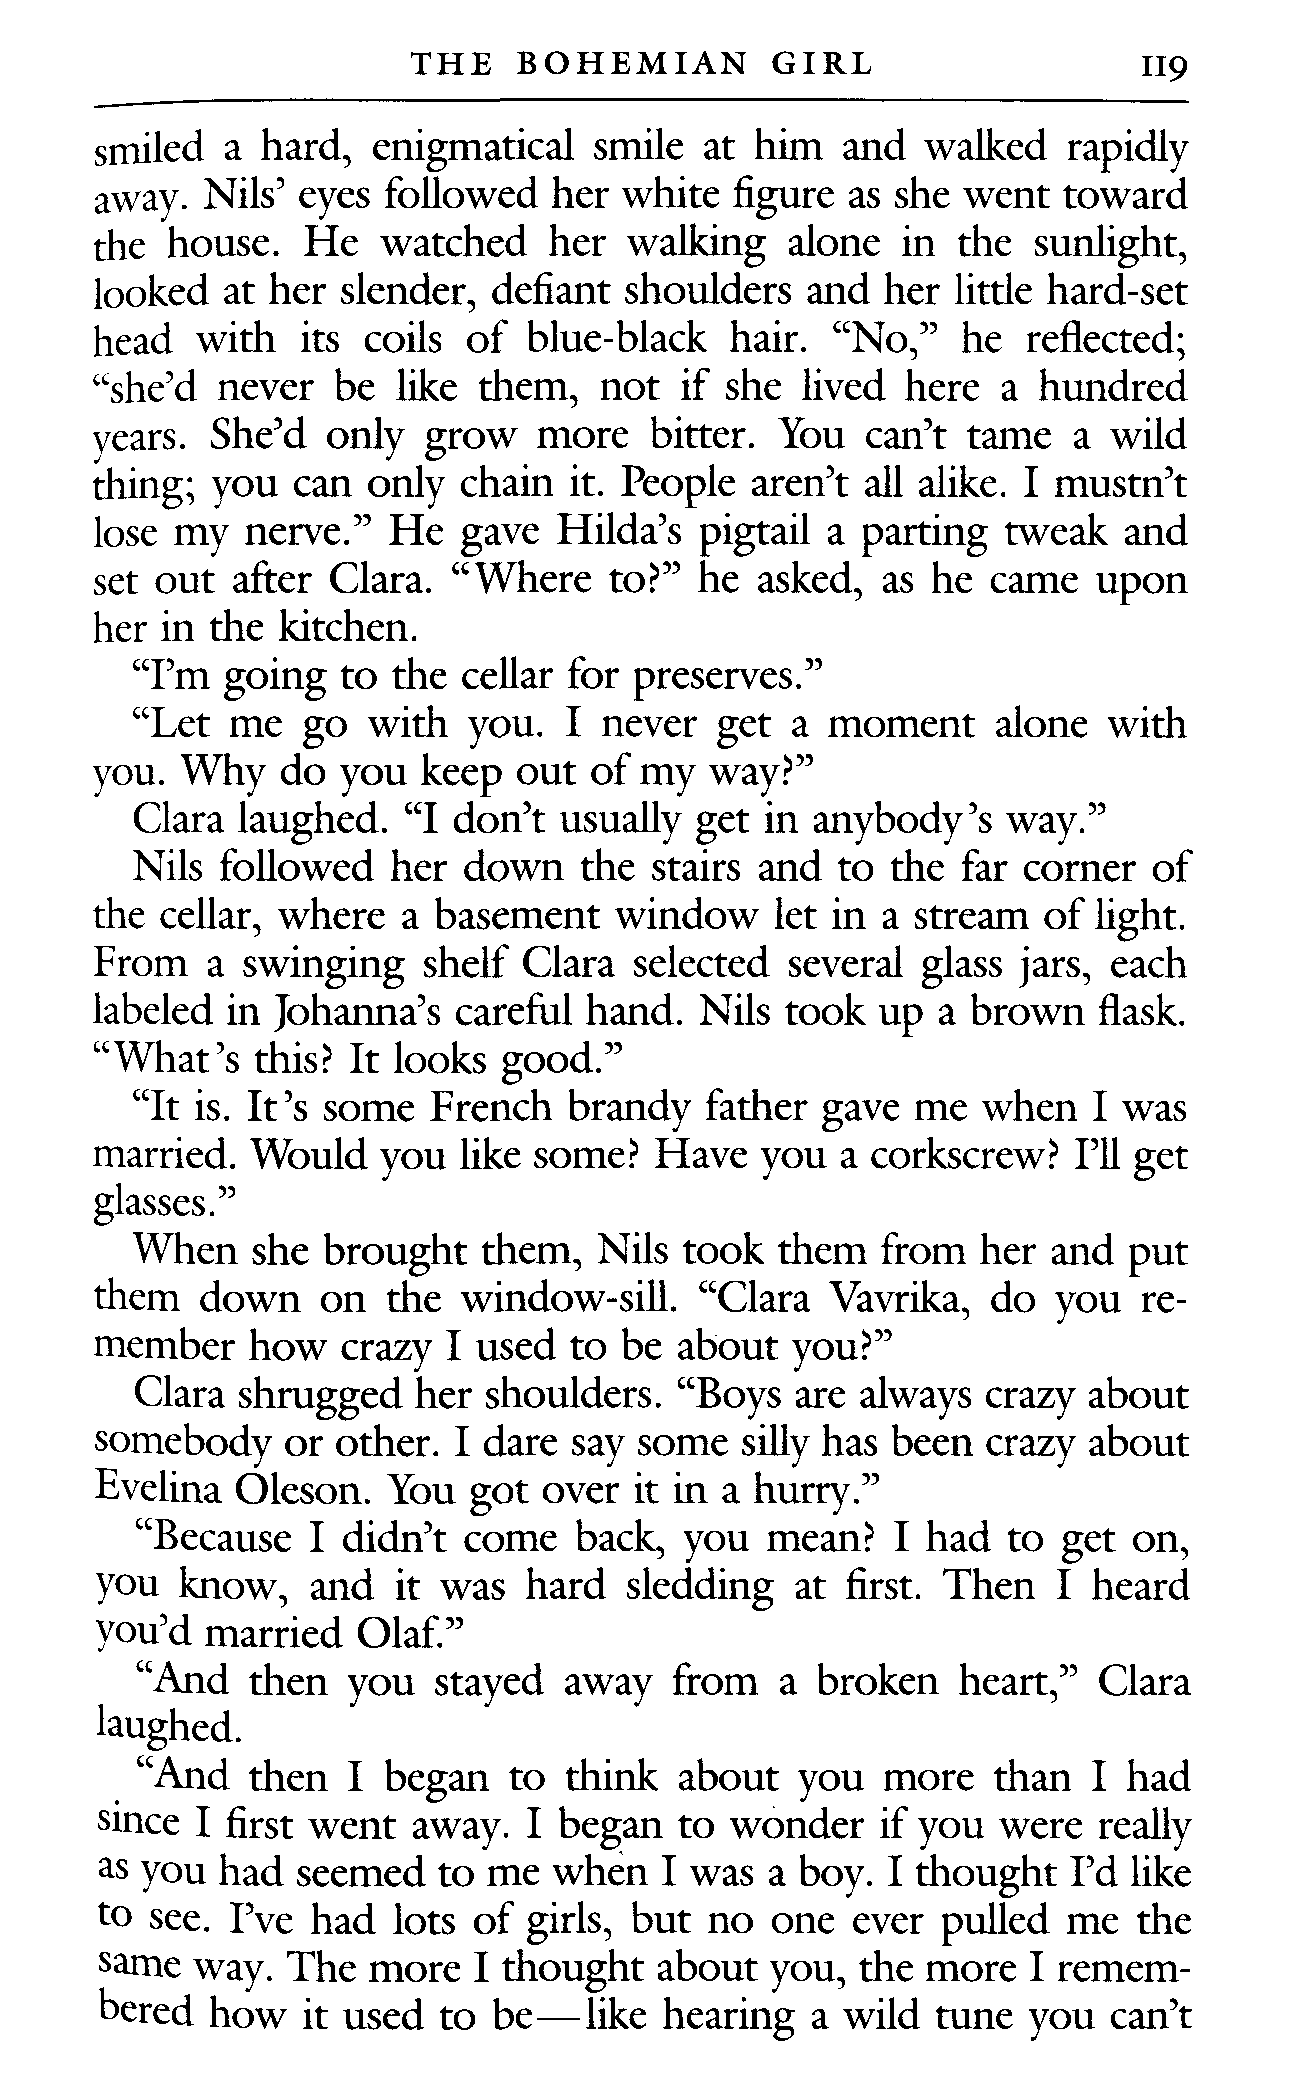 THE BOHEMIAN GIRL 119
smiled a hard, enigmatical smile at him and walked rapidly
away. Nils’ eyes followed her white figure as she went toward
the house. He watched her walking alone in the sunlight,
looked at her slender, defiant shoulders and her little hard-set
head with its coils of blue-black hair. “No,” he reflected;
“she’d never be like them, not if she lived here a hundred
years. She’d only grow more bitter. You can’t tame a wild
thing; you can only chain it. People aren’t all alike. I mustn’t
lose my nerve.” He gave Hilda’s pigtail a parting tweak and
set out after Clara. “Where to?” he asked, as he came upon
her in the kitchen.
“I’m going to the cellar for preserves.”
“Let me go with you. I never get a moment alone with
you. Why do you keep out of my way?”
Clara laughed. “I don’t usually get in anybody’s way.”
Nils followed her down the stairs and to the far corner of
the cellar, where a basement window let in a stream of light.
From a swinging shelf Clara selected several glass jars, each
labeled in Johanna’s careful hand. Nils took up a brown flask.
“What’s this? It looks good.”
“It is. It’s some French brandy father gave me when I was
married. Would you like some? Have you a corkscrew? I’ll get
glasses.”
When she brought them, Nils took them from her and put
them down on the window-sill. “Clara Vavrika, do you re-
member how crazy I used to be about you?”
Clara shrugged her shoulders. “Boys are always crazy about
somebody or other. I dare say some silly has been crazy about
Evelina Oleson. You got over it in a hurry.”
“Because I didn’t come back, you mean? I had to get on,
you know, and it was hard sledding at first. Then I heard
you’d married Olaf.”
“And then you stayed away from a broken heart,” Clara
laughed.
“And then I began to think about you more than I had
since I first went away. I began to wonder if you were really
as you had seemed to me when I was a boy. I thought I’d like
to see. I’ve had lots of girls, but no one ever pulled me the
same way. The more I thought about you, the more I remem-
bered how it used to be—like hearing a wild tune you can’t